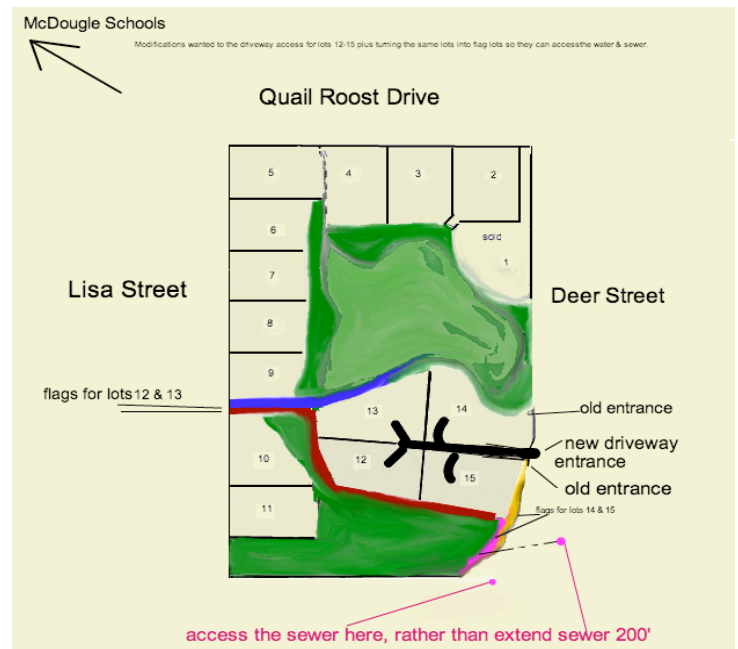 McDougle Schools
Modifications wanted to the driveway access for lots 12-15 plus turning the same lots into flag lots so they can accessthe water & sewer.
Quail Roost Drive
5
4
3
2
6
sold
1
7
Lisa Street
Deer Street
8
9
flags for lots 12 & 13
13
14
old entrance
new driveway
entrance
10
12
15
old entrance
11
flags for lots 14 & 15
access the sewer here, rather than extend sewer 200'